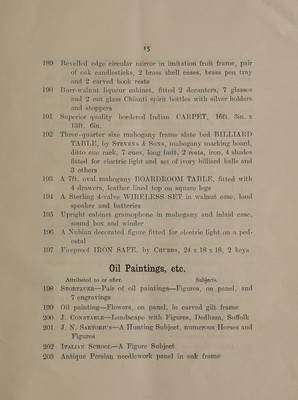 15
189 Bevelled edge circular mirror in imitation fruit frame, pair
of oak candlesticks, 2 brass shell cases, brass pen tray
and 2 carved book rests
190 Burr-walnut liqueur cabinet, fitted 2 decanters, 7 glasses
and 2 cut glass Chianti spirit bottles with silver holders
and stoppers
191 Superior quality bordered Indian CARPET, 16ft. 3in. x
13ft. 6in.
192 Three-quarter size mahogany frame slate bed BILLIARD
TABLE, by STEVENS & SONS, mahogany marking board,
ditto cue rack, 7 cues, long butt, 2 rests, iron, 4 shades
fitted for electric light and set of ivory billiard balls and
3 others
193 A 7ft. oval mahogany BOARDROOM TABLE, fitted with
4 drawers, leather lined top on square legs
194 A Sterling 4-valve WIRELESS SET in walnut case, loud
speaker and batteries
195 Upright cabinet gramophone in mahogany and inlaid case,
sound box and winder
196 A Nubian decorated figure fitted for electric light on a ped-
estal
197 Fireproof IRON SAFE, by CHUBBS, 24 x 18 x 18, 2 keys
Oil Paintings, etc.
Attributed to or after. Subjects.
198 STORTZUER—Pair of oil paintings—Figures, on panel, and
7 engravings
199 Oil painting—Flowers, on panel, in carved gilt frame
200 J. CONSTABLE—Landscape with Figures, Dedham, Suffolk
201 J. N. SARTORIUS—A Hunting Subject, numerous Horses and
Figures
202 ITALIAN SCHOOL—A Figure Subject
203 Antique Persian needlework panel in oak frame